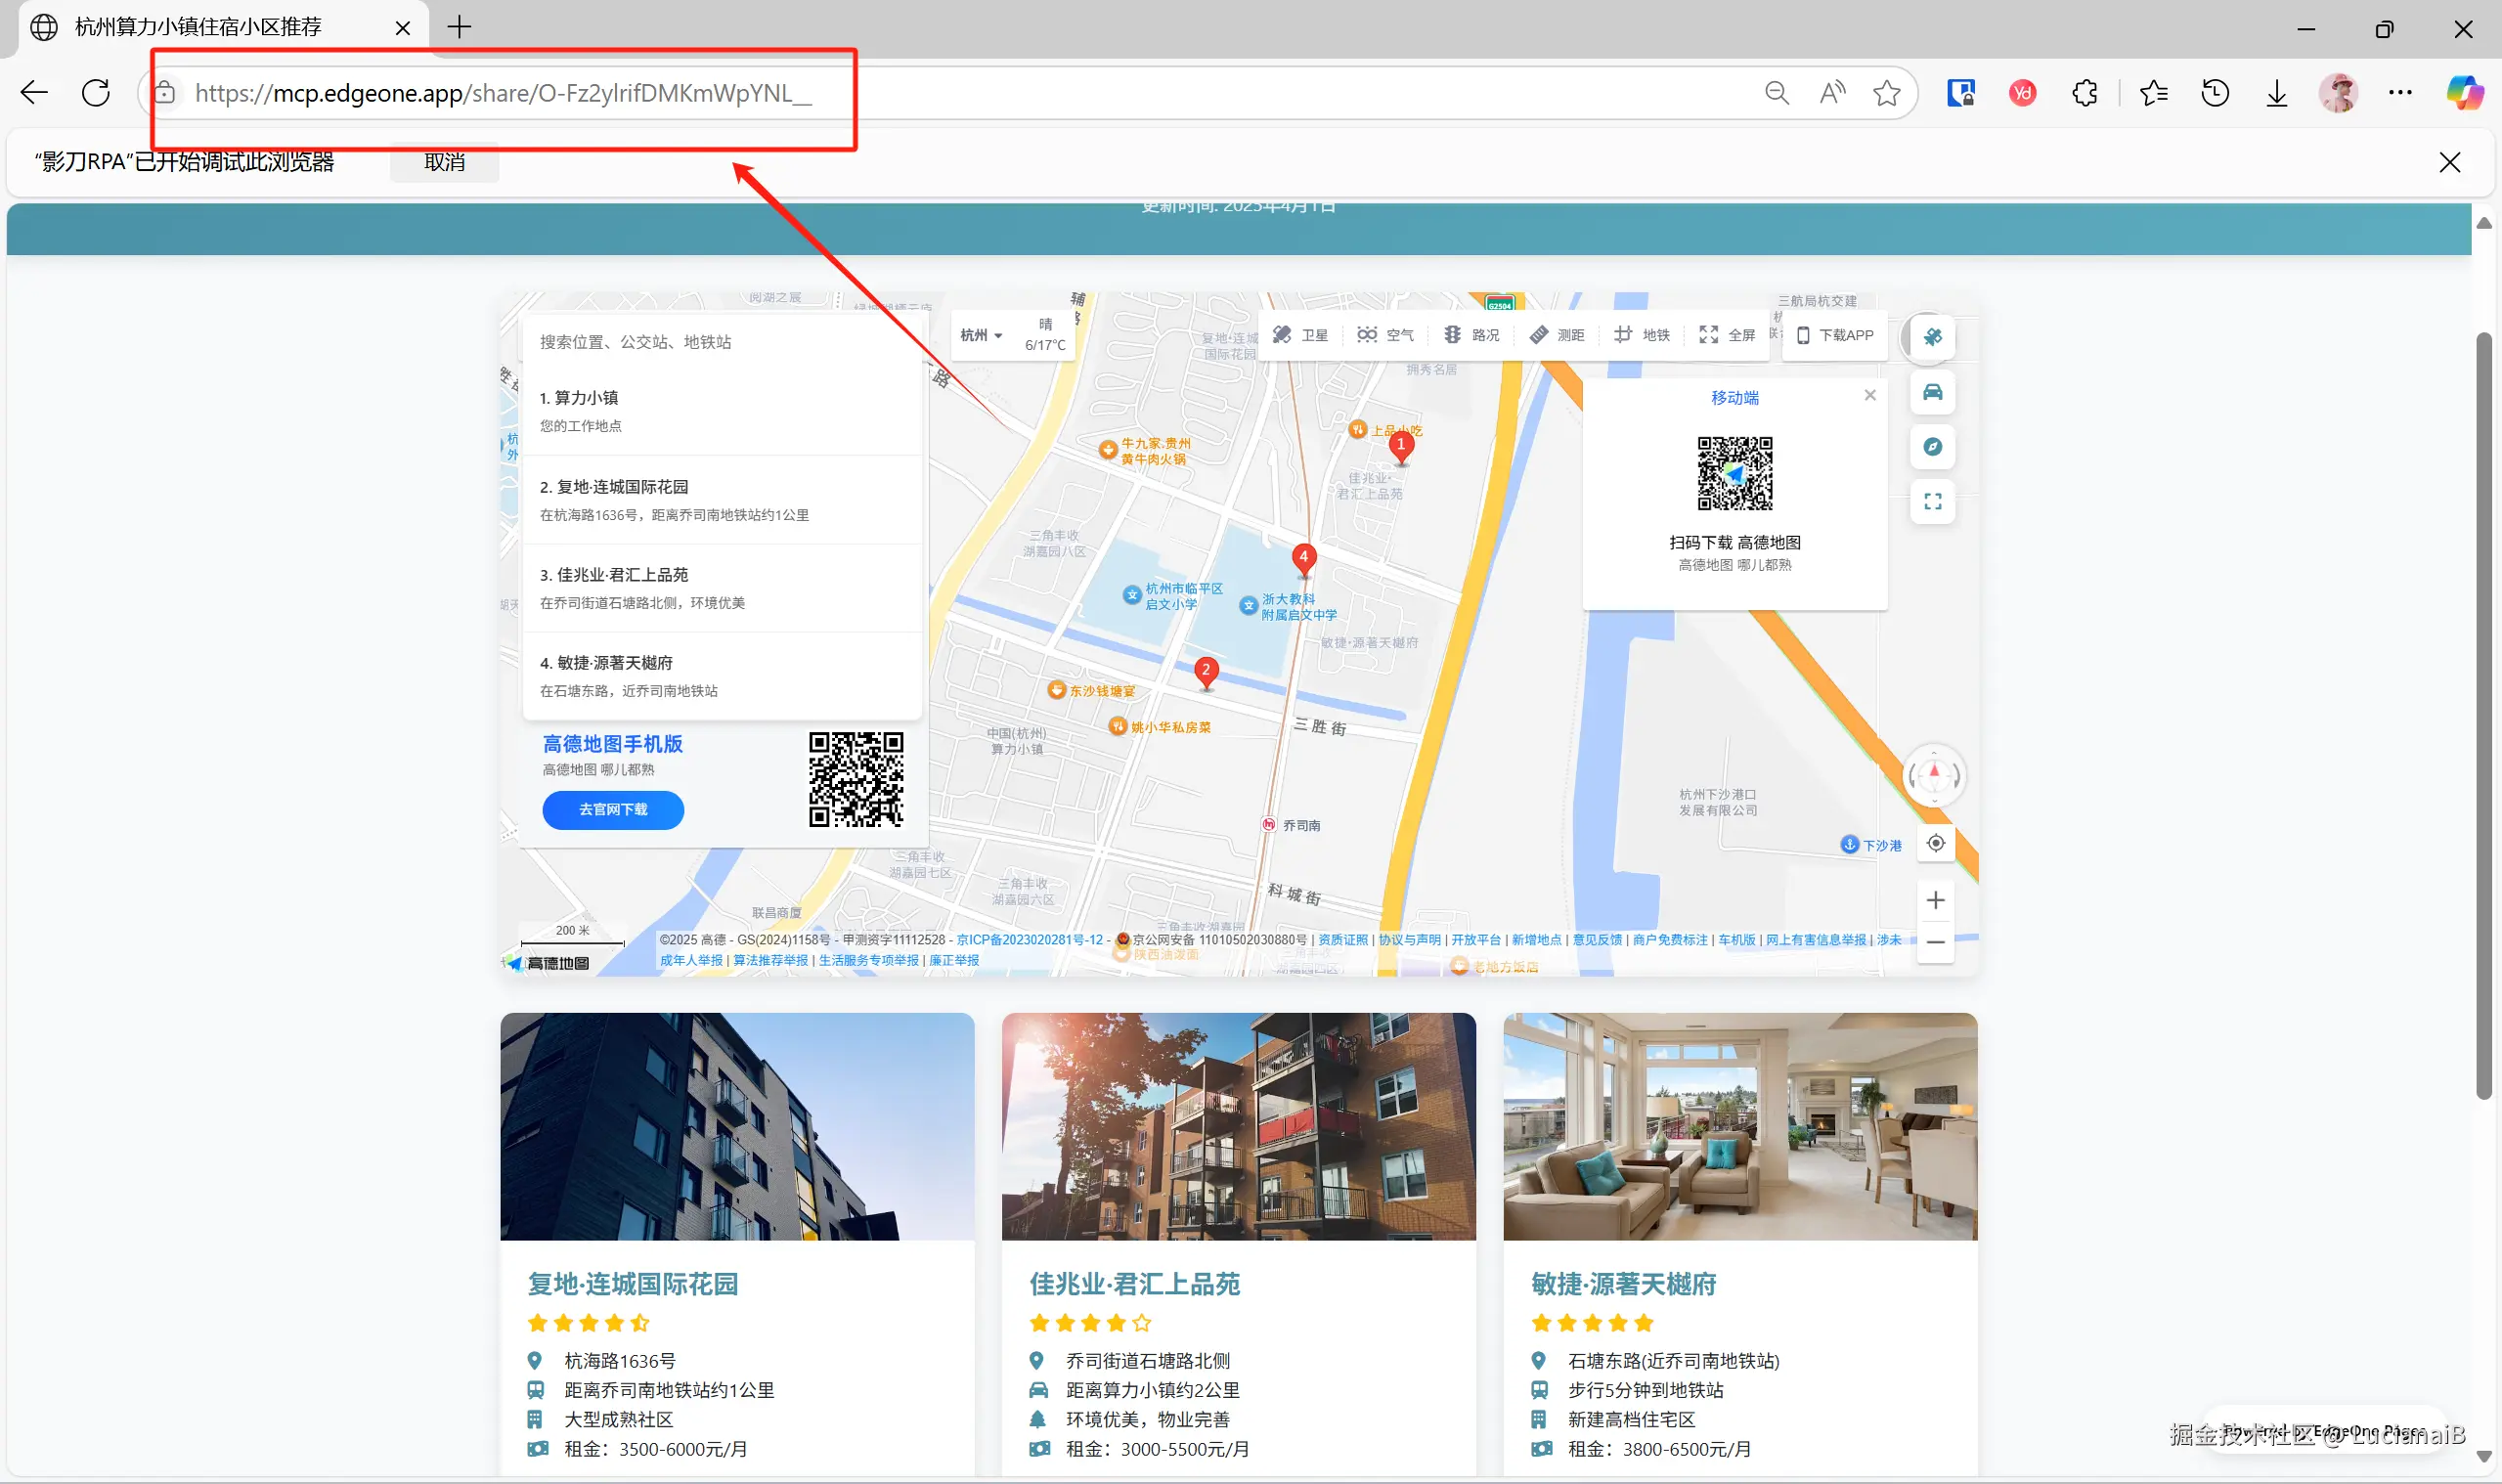 杭州算力小镇住宿小区推荐
https://mcp.edgeone.app/share/O-Fz2ylrifDMKmWpYNL__
“影刀RPA”已开始调试此浏览器
取消
更新时间: 2025年4月1日
搜索位置、公交站、地铁站
1. 算力小镇
您的工作地点
2. 复地·连城国际花园
在杭海路1636号，距离乔司南地铁站约1公里
3. 佳兆业·君汇上品苑
在乔司街道石塘路北侧，环境优美
4. 敏捷·源著天樾府
在石塘东路，近乔司南地铁站
高德地图手机版
高德地图 哪儿都熟
去官网下载
杭州
晴
6/17℃
卫星
空气
路况
测距
地铁
全屏
下载APP
移动端
扫码下载 高德地图
高德地图 哪儿都熟
阅湖之宸
辅
路
复地·连城
国际花园
G2504
三航局杭交建
拥秀名居
牛九家.贵州
黄牛肉火锅
上品小吃
1
佳兆业·
君汇上品苑
三角丰收
湖嘉园八区
4
杭州市临平区
启文小学
浙大教科
附属启文中学
敏捷·源著天樾府
2
东沙钱塘宴
姚小华私房菜
三胜街
中国(杭州)
算力小镇
杭州下沙港口
发展有限公司
乔司南
下沙港
三角丰收
湖嘉园七区
三角丰收
湖嘉园六区
科城街
联昌商厦
200 米
高德地图
©2025 高德 - GS(2024)1158号 - 甲测资字11112528 - 京ICP备2023020281号-12 - 京公网安备 11010502030880号 | 资质证照 | 协议与声明 | 开放平台 | 新增地点 | 意见反馈 | 商户免费标注 | 车机版 | 网上有害信息举报 | 涉未
成年人举报 | 算法推荐举报 | 生活服务专项举报 | 廉正举报
陕西油泼面
老地方饭店
复地·连城国际花园
杭海路1636号
距离乔司南地铁站约1公里
大型成熟社区
租金：3500-6000元/月
佳兆业·君汇上品苑
乔司街道石塘路北侧
距离算力小镇约2公里
环境优美，物业完善
租金：3000-5500元/月
敏捷·源著天樾府
石塘东路(近乔司南地铁站)
步行5分钟到地铁站
新建高档住宅区
租金：3800-6500元/月
Powered by EdgeOne Pages
掘金技术社区 @ LucianaiB